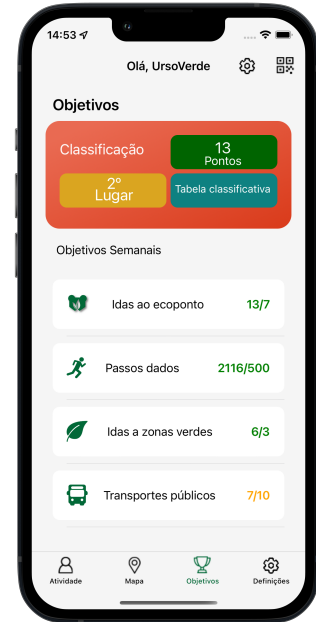 14:53
Olá, UrsoVerde
Objetivos
Classificação
13
Pontos
2º
Lugar
Tabela classificativa
Objetivos Semanais
Idas ao ecoponto 13/7
Passos dados 2116/500
Idas a zonas verdes 6/3
Transportes públicos 7/10
Atividade Mapa Objetivos Definições